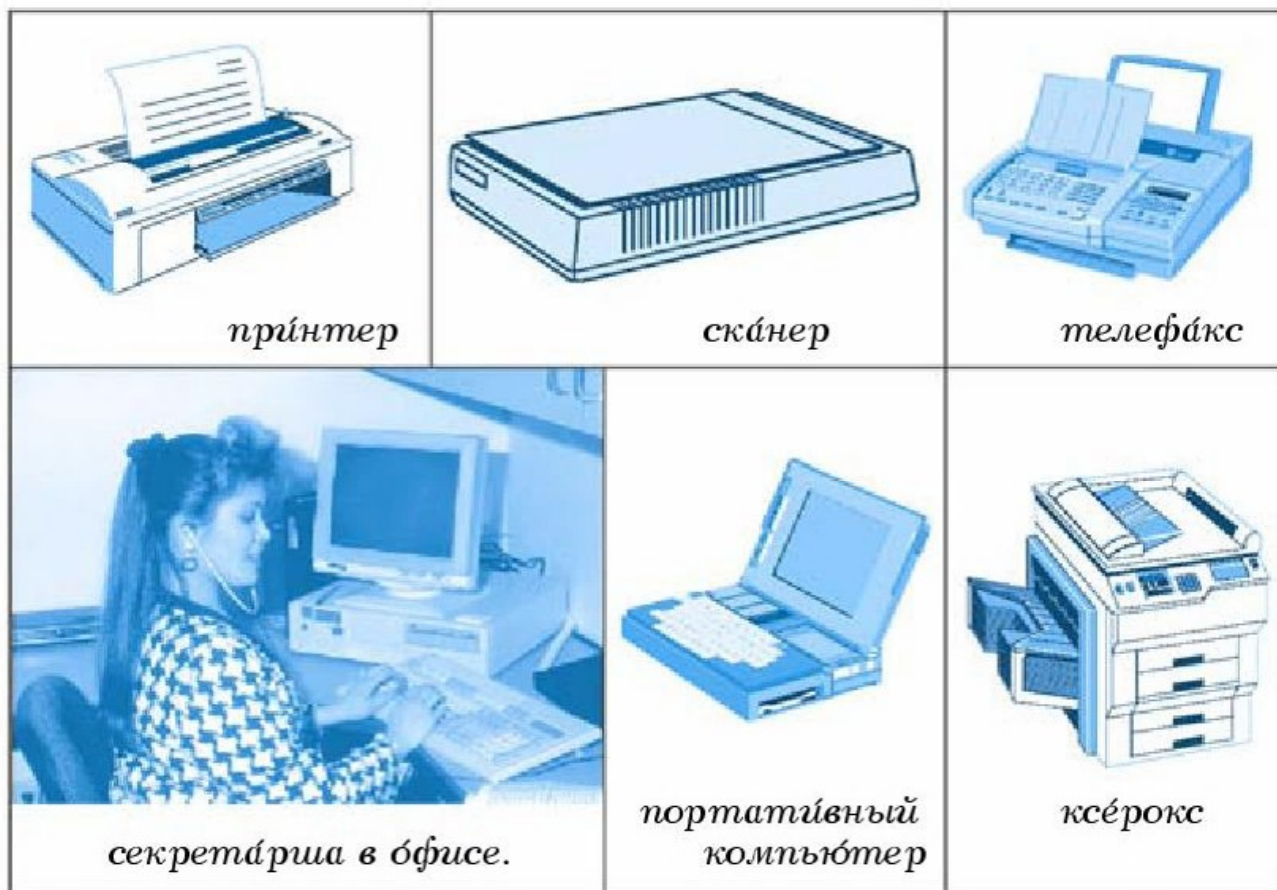 при́нтер
ска́нер
телефа́кс
секрета́рша в о́фисе.
портати́вный
компью́тер
ксе́рокс